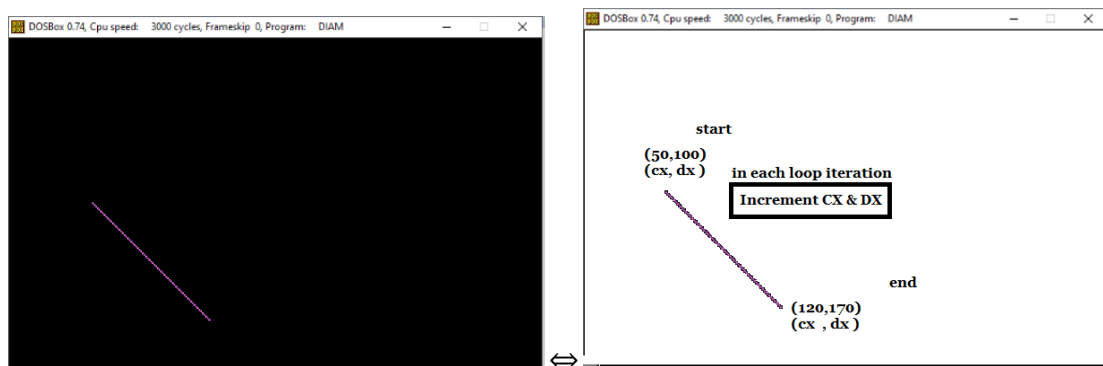 DOSBox 0.74, Cpu speed: 3000 cycles, Frameskip 0, Program: DIAM
DOSBox 0.74, Cpu speed: 3000 cycles, Frameskip 0, Program: DIAM
start
(50,100)
(cx, dx )
in each loop iteration
Increment CX & DX
end
(120,170)
(cx , dx )
⇔